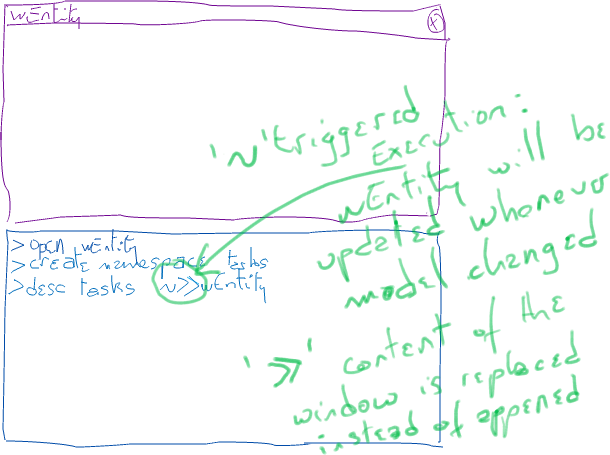 wEntity x
> open wEntity
> create namespace tasks
> desc tasks ~>> wEntity
'~' triggered
Execution:
wEntity will be
updated whenever
model changed
'>>' content of the
window is replaced
instead of appened